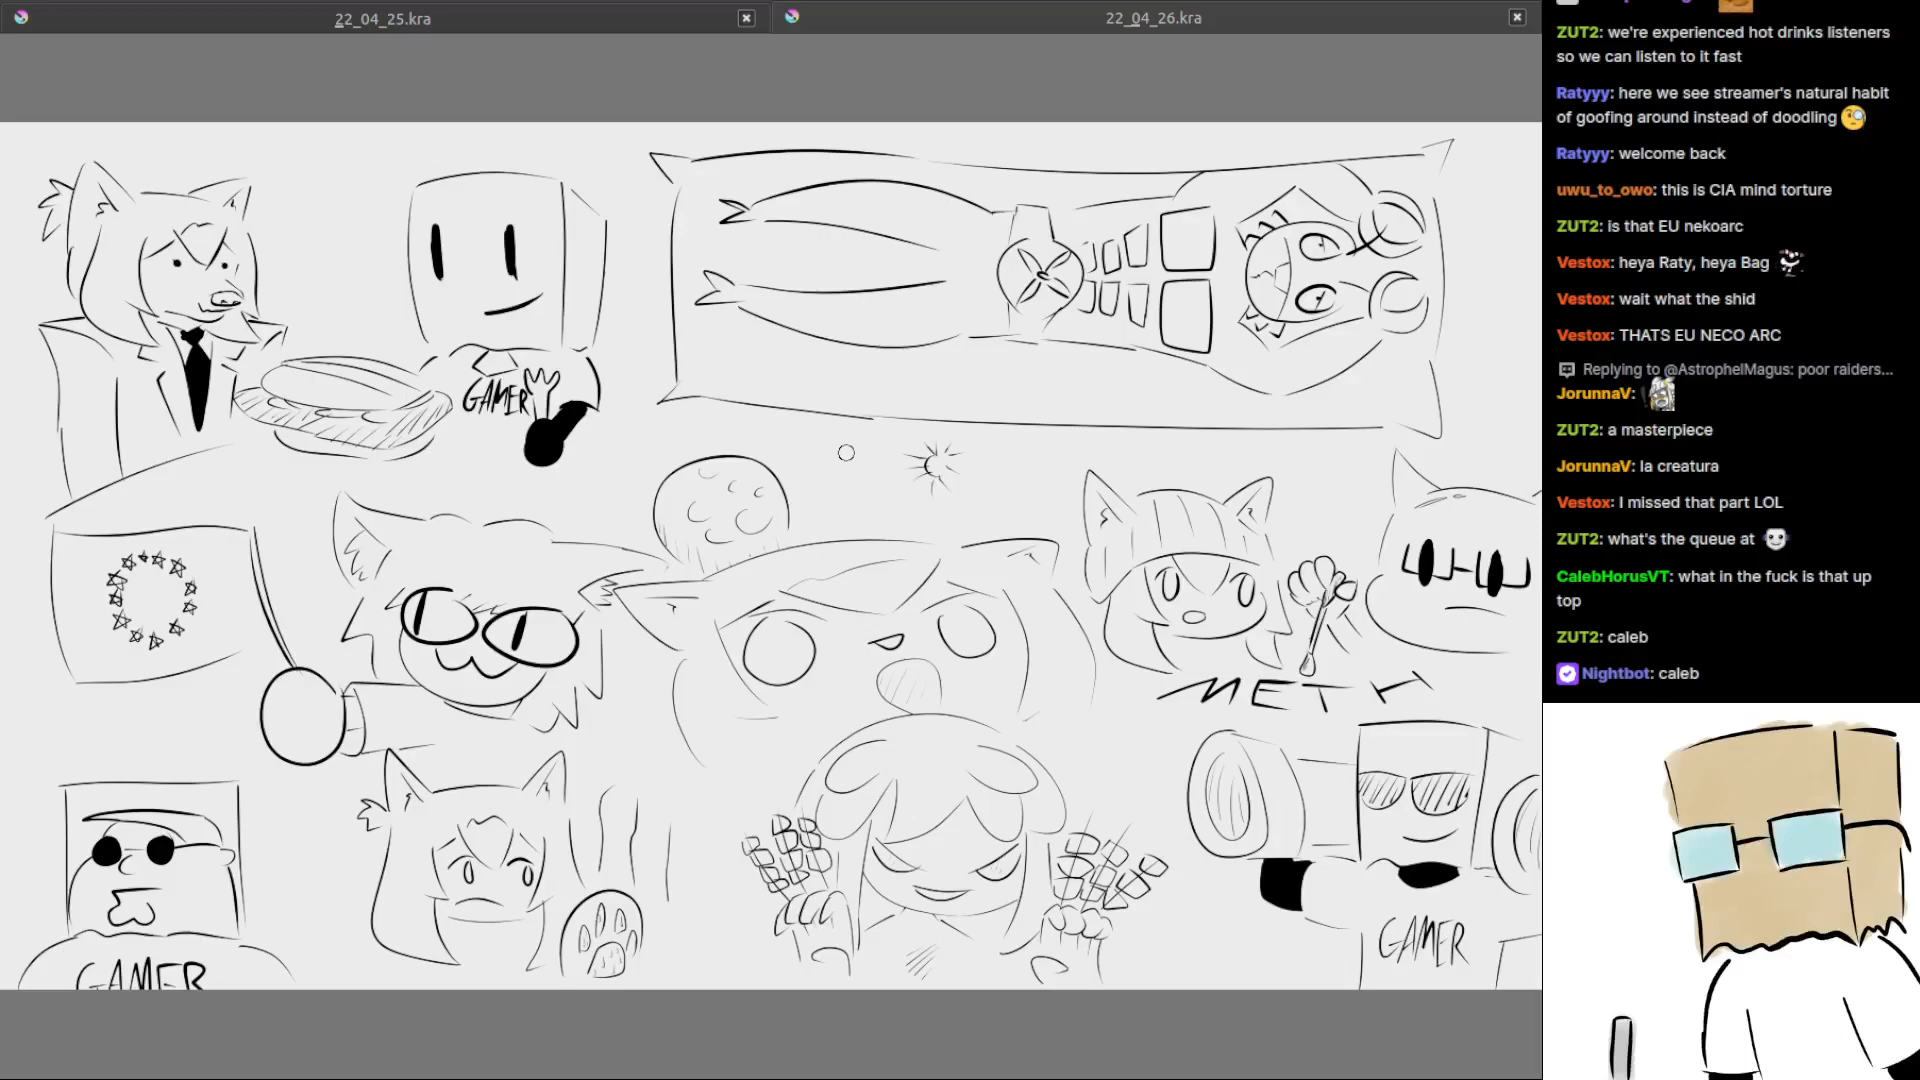 22_04_25.kra
22_04_26.kra
ZUT2: we're experienced hot drinks listeners
so we can listen to it fast
Ratyyy: here we see streamer's natural habit
of goofing around instead of doodling
Ratyyy: welcome back
uwu_to_owo: this is CIA mind torture
ZUT2: is that EU nekoarc
Vestox: heya Raty, heya Bag
Vestox: wait what the shid
Vestox: THATS EU NECO ARC
Replying to @AstrophelMagus: poor raiders...
JorunnaV:
ZUT2: a masterpiece
JorunnaV: la creatura
Vestox: I missed that part LOL
ZUT2: what's the queue at
CalebHorusVT: what in the fuck is that up
top
ZUT2: caleb
Nightbot: caleb
GAMER
METY
GAMER
GAMER